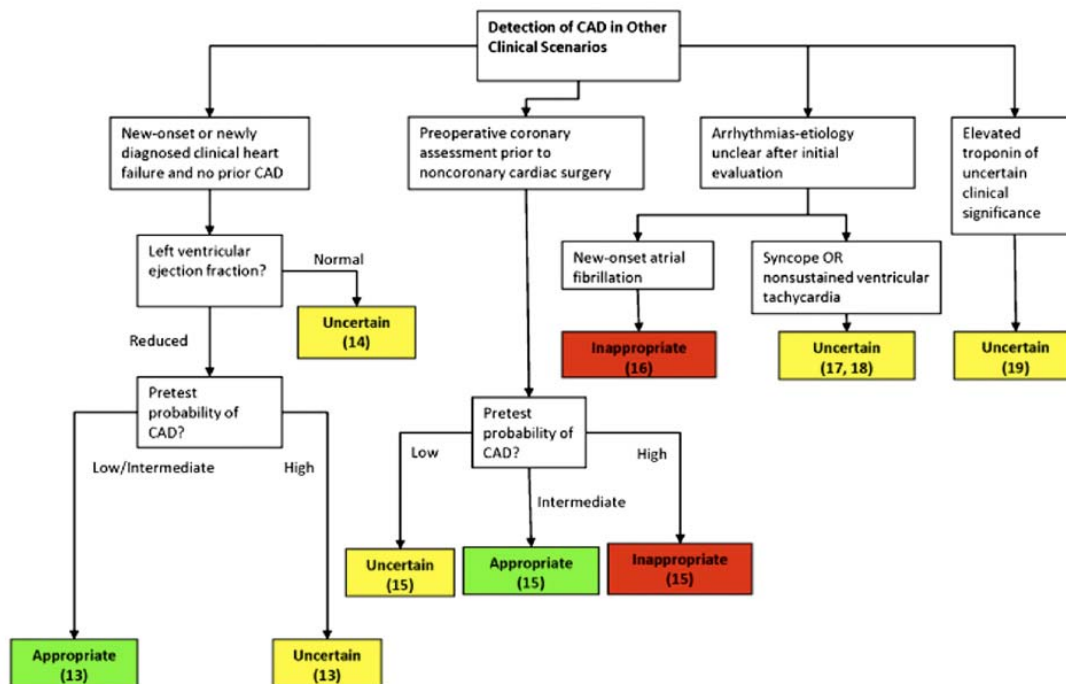 Detection of CAD in Other
Clinical Scenarios
New-onset or newly
diagnosed clinical heart
failure and no prior CAD
Preoperative coronary
assessment prior to
noncoronary cardiac surgery
Arrhythmias-etiology
unclear after initial
evaluation
Elevated
troponin of
uncertain
clinical
significance
Left ventricular
ejection fraction?
Normal
New-onset atrial
fibrillation
Syncope OR
nonsustained ventricular
tachycardia
Uncertain
(14)
Reduced
Inappropriate
(16)
Uncertain
(17, 18)
Uncertain
(19)
Pretest
probability of
CAD?
Low/Intermediate
High
Pretest
probability of
CAD?
Low
High
Intermediate
Uncertain
(15)
Appropriate
(15)
Inappropriate
(15)
Appropriate
(13)
Uncertain
(13)